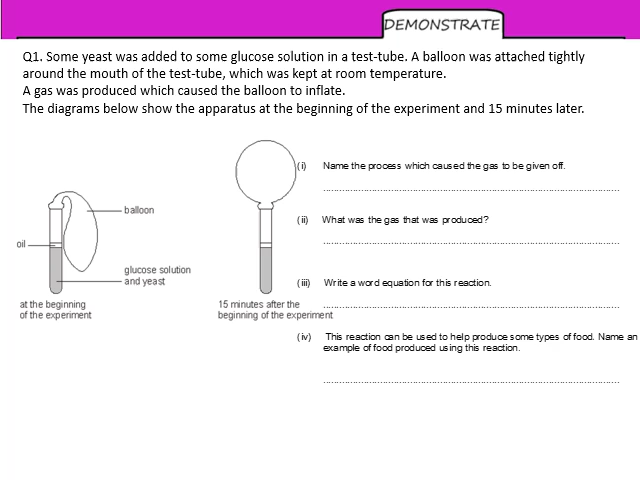 DEMONSTRATE
Q1. Some yeast was added to some glucose solution in a test-tube. A balloon was attached tightly
around the mouth of the test-tube, which was kept at room temperature.
A gas was produced which caused the balloon to inflate.
The diagrams below show the apparatus at the beginning of the experiment and 15 minutes later.
balloon
oil
glucose solution
and yeast
at the beginning
of the experiment
15 minutes after the
beginning of the experiment
(i) Name the process which caused the gas to be given off.
(ii) What was the gas that was produced?
(iii) Write a word equation for this reaction.
(iv) This reaction can be used to help produce some types of food. Name an
example of food produced using this reaction.